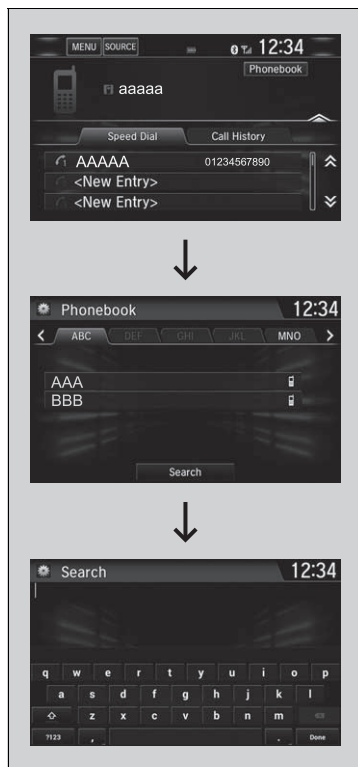 MENU SOURCE 12:34
Phonebook
aaaaa
Speed Dial Call History
AAAAA 01234567890
<New Entry>
<New Entry>
Phonebook 12:34
ABC DEF GHI JKL MNO
AAA
BBB
Search
Search 12:34
q w e r t y u i o p
a s d f g h j k l
z x c v b n m
?123 , . Done